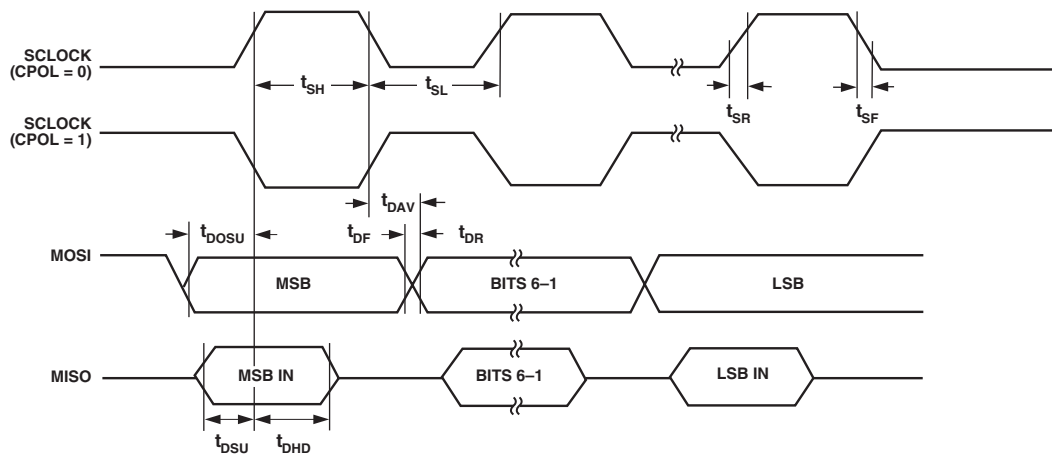 SCLOCK
(CPOL = 0)
tSH
tSL
tSR
tSF
SCLOCK
(CPOL = 1)
tDAV
tDOSU
tDF
tDR
MOSI
MSB
BITS 6–1
LSB
MISO
MSB IN
BITS 6–1
LSB IN
tDSU
tDHD